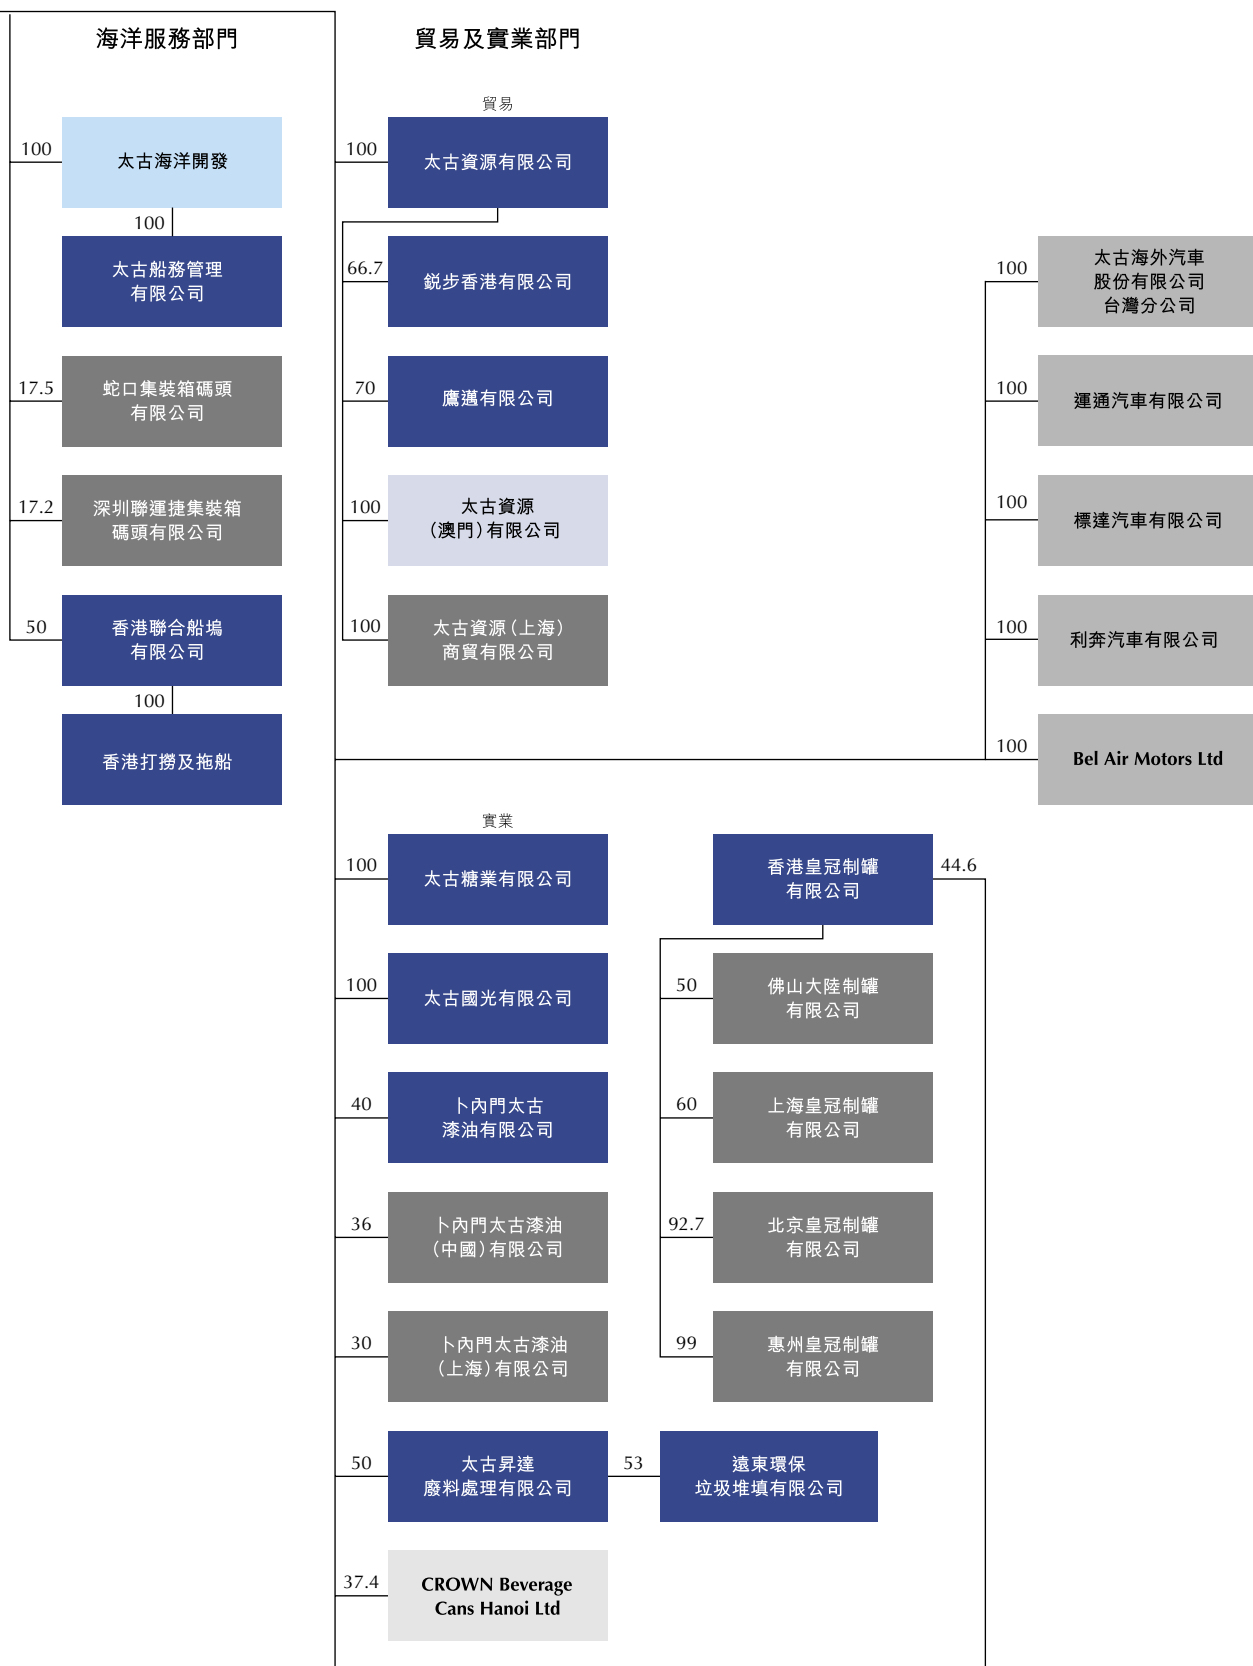 海洋服務部門
100
太古海洋開發
100
太古船務管理
有限公司
17.5
蛇口集裝箱碼頭
有限公司
17.2
深圳聯運捷集裝箱
碼頭有限公司
50
香港聯合船塢
有限公司
100
香港打撈及拖船
貿易及實業部門
貿易
100
太古資源有限公司
66.7
銳步香港有限公司
70
鷹邁有限公司
100
太古資源
(澳門)有限公司
100
太古資源(上海)
商貿有限公司
100
太古海外汽車
股份有限公司
台灣分公司
100
運通汽車有限公司
100
標達汽車有限公司
100
利奔汽車有限公司
100
Bel Air Motors Ltd
實業
100
太古糖業有限公司
100
太古國光有限公司
40
卜內門太古
漆油有限公司
36
卜內門太古漆油
(中國)有限公司
30
卜內門太古漆油
(上海)有限公司
50
太古昇達
廢料處理有限公司
53
遠東環保
垃圾堆填有限公司
37.4
CROWN Beverage
Cans Hanoi Ltd
香港皇冠制罐
有限公司
44.6
50
佛山大陸制罐
有限公司
60
上海皇冠制罐
有限公司
92.7
北京皇冠制罐
有限公司
99
惠州皇冠制罐
有限公司